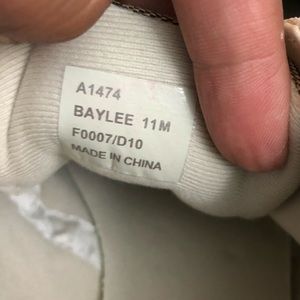 A1474
BAYLEE 11M
F0007/D10
MADE IN CHINA